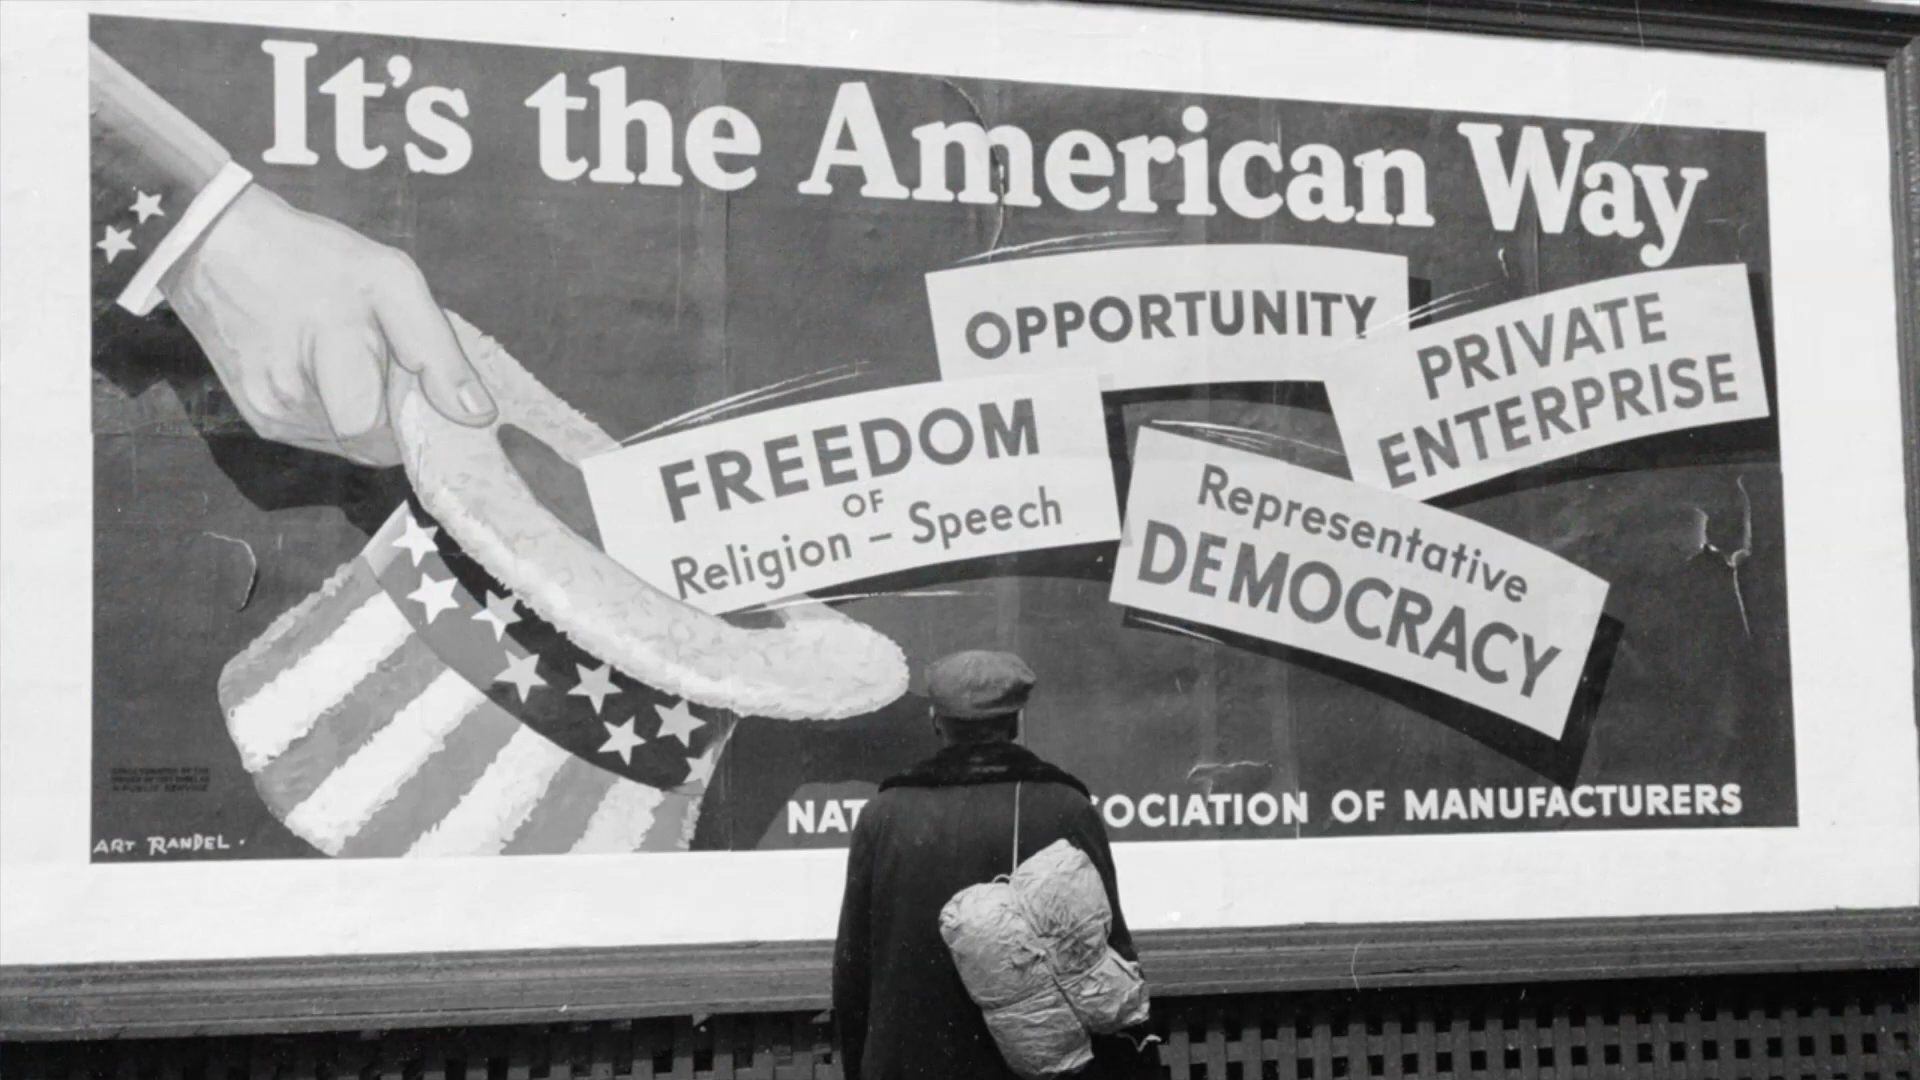 It's the American Way
OPPORTUNITY
PRIVATE
ENTERPRISE
FREEDOM
OF
Religion – Speech
Representative
DEMOCRACY
NAT OCIATION OF MANUFACTURERS
ART RANDEL.